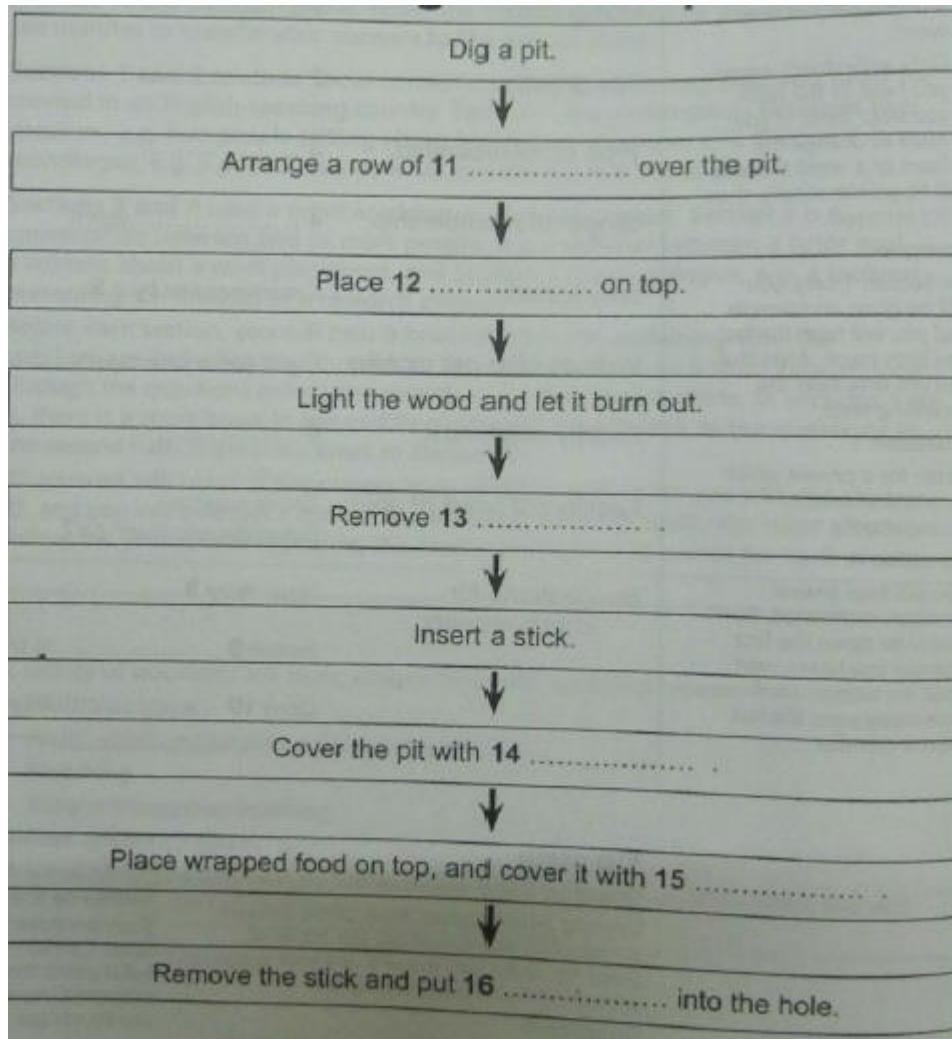 Dig a pit.
Arrange a row of 11 .................. over the pit.
Place 12 .................. on top.
Light the wood and let it burn out.
Remove 13 .................. .
Insert a stick.
Cover the pit with 14 .................. .
Place wrapped food on top, and cover it with 15 .................. .
Remove the stick and put 16 .................. into the hole.